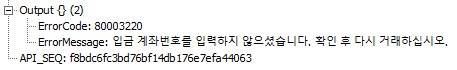 Output {} (2)
ErrorCode: 80003220
ErrorMessage: 입금 계좌번호를 입력하지 않으셨습니다. 확인 후 다시 거래하십시오.
API_SEQ: f8bdc6fc3bd76bf14db176e7efa44063